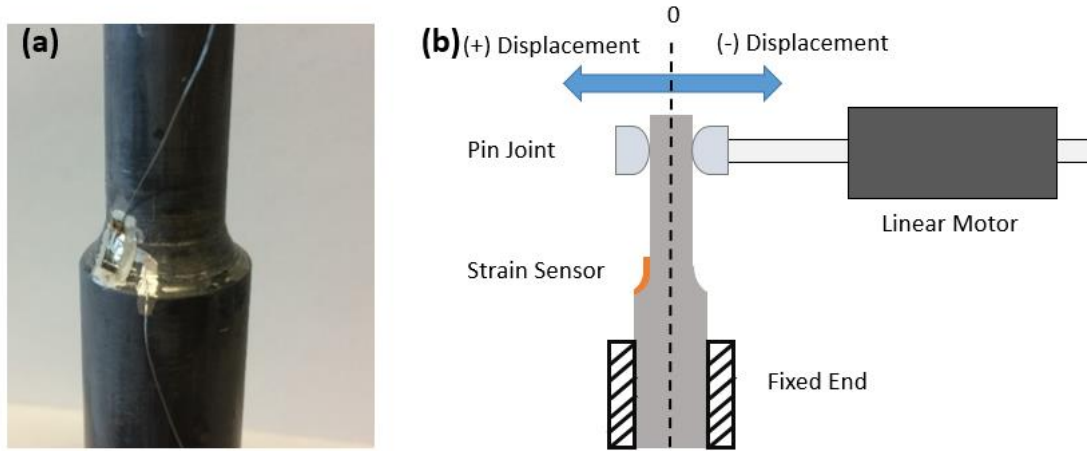 (a)
(b) (+) Displacement
0
(-) Displacement
Pin Joint
Linear Motor
Strain Sensor
Fixed End